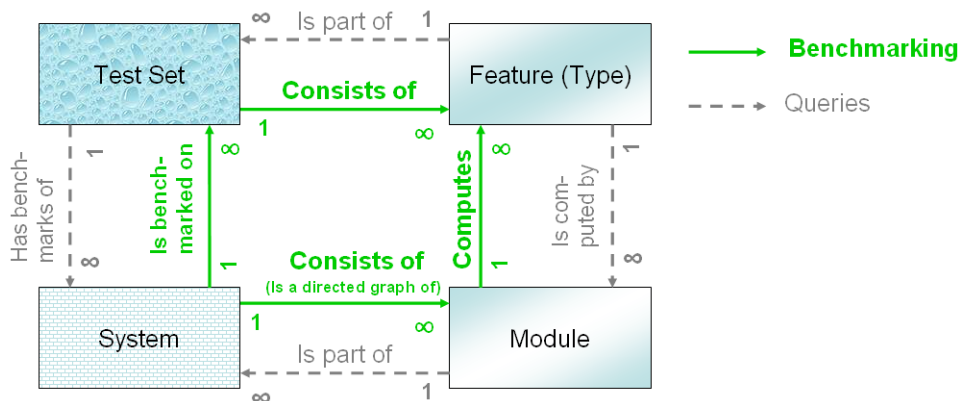 ∞ Is part of 1
Test Set
Feature (Type)
Benchmarking
Queries
Consists of
1 ∞
1
Has bench-
marks of
∞
∞
Is bench-
marked on
1
∞
Computes
1
1
Is com-
puted by
∞
Consists of
(Is a directed graph of)
1 ∞
System
Module
Is part of
∞ 1